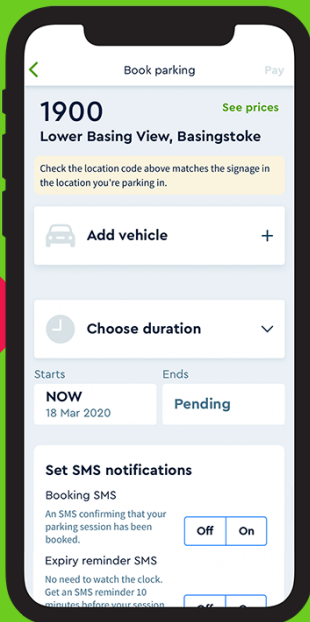 Book parking
Pay
1900
See prices
Lower Basing View, Basingstoke
Check the location code above matches the signage in
the location you're parking in.
Add vehicle
Choose duration
Starts
Ends
NOW
18 Mar 2020
Pending
Set SMS notifications
Booking SMS
An SMS confirming that your
parking session has been
booked.
Off
On
Expiry reminder SMS
No need to watch the clock.
Get an SMS reminder 10
minutes before your session
Off